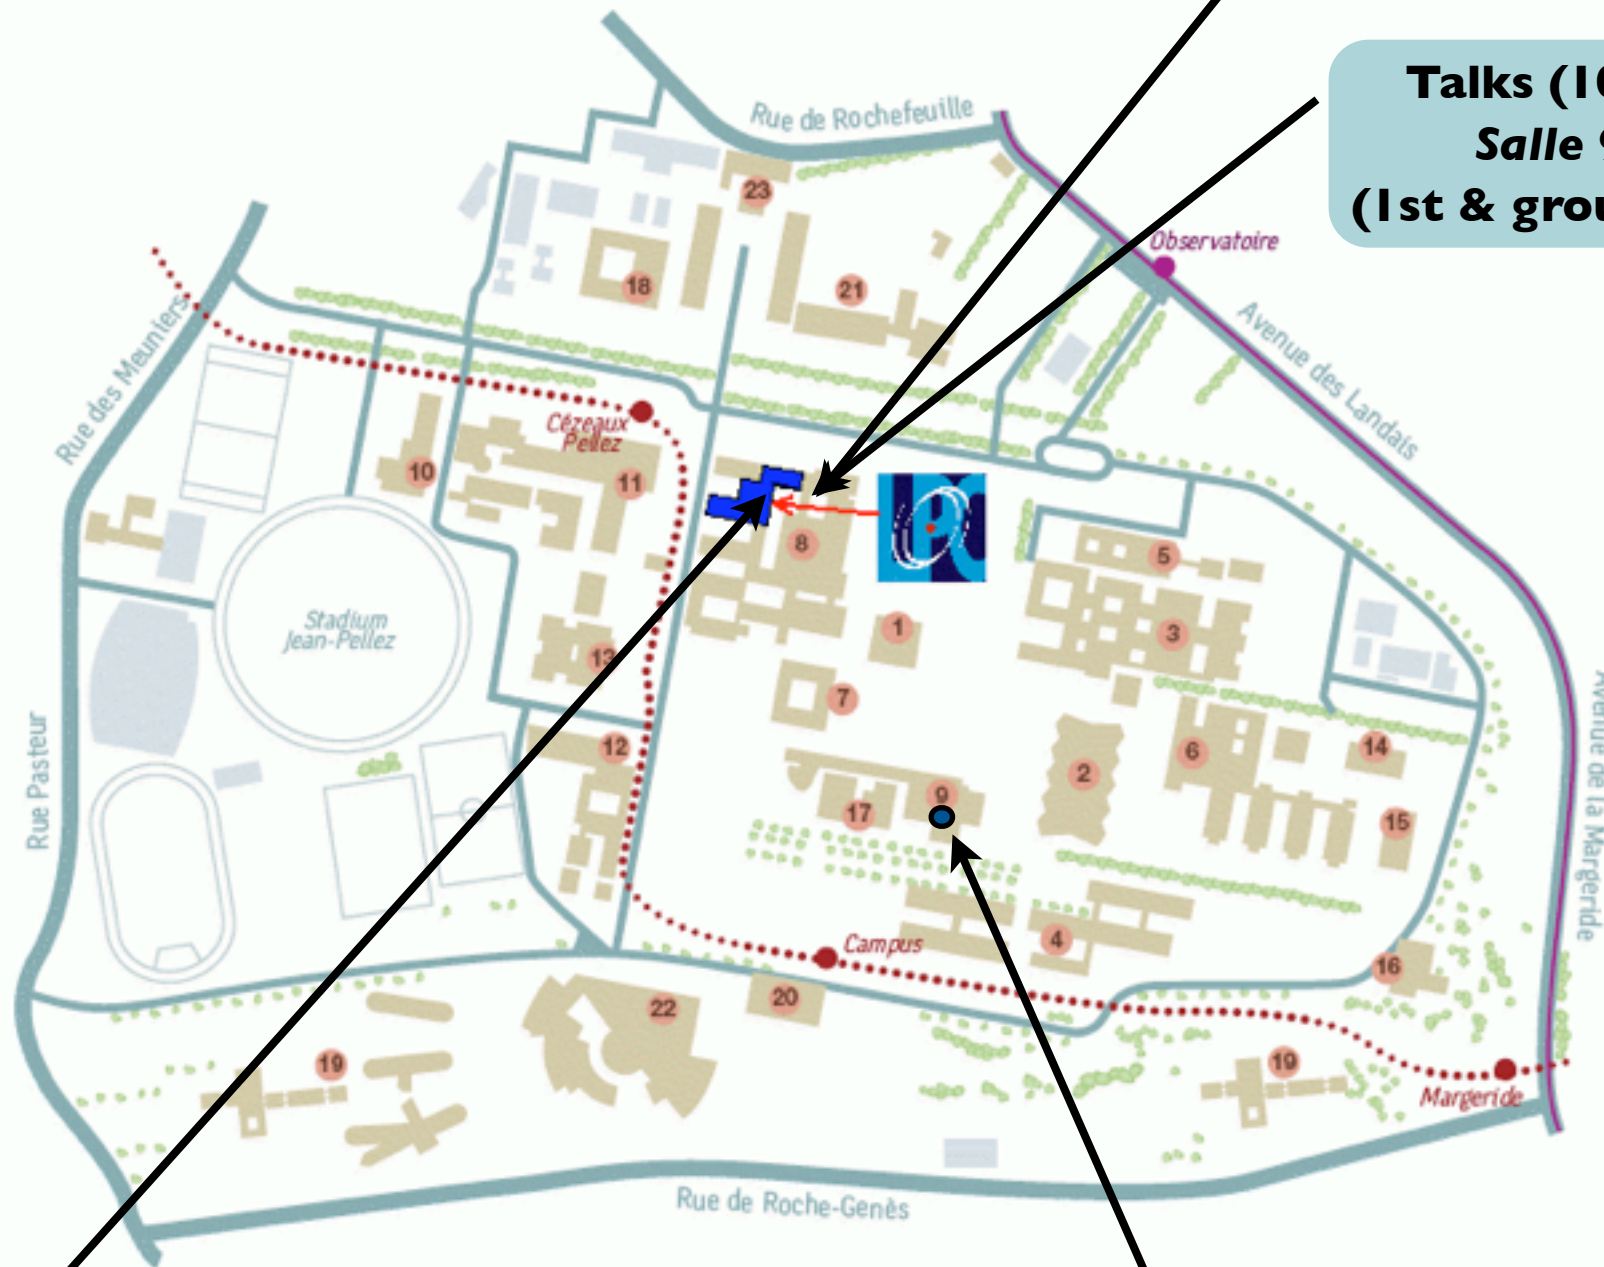 Talks (10
Salle 9
(1st & grou
Rue de Rochefeuille
23
Observatoire
18
21
Avenue des Landais
Rue des Meuniers
Cézeaux
Pellez
10
11
8
5
Stadium
Jean-Pellez
1
3
13
7
Rue Pasteur
12
6
14
2
9
17
15
Avenue de la Margeride
Campus
4
16
22
20
19
19
Margeride
Rue de Roche-Genès